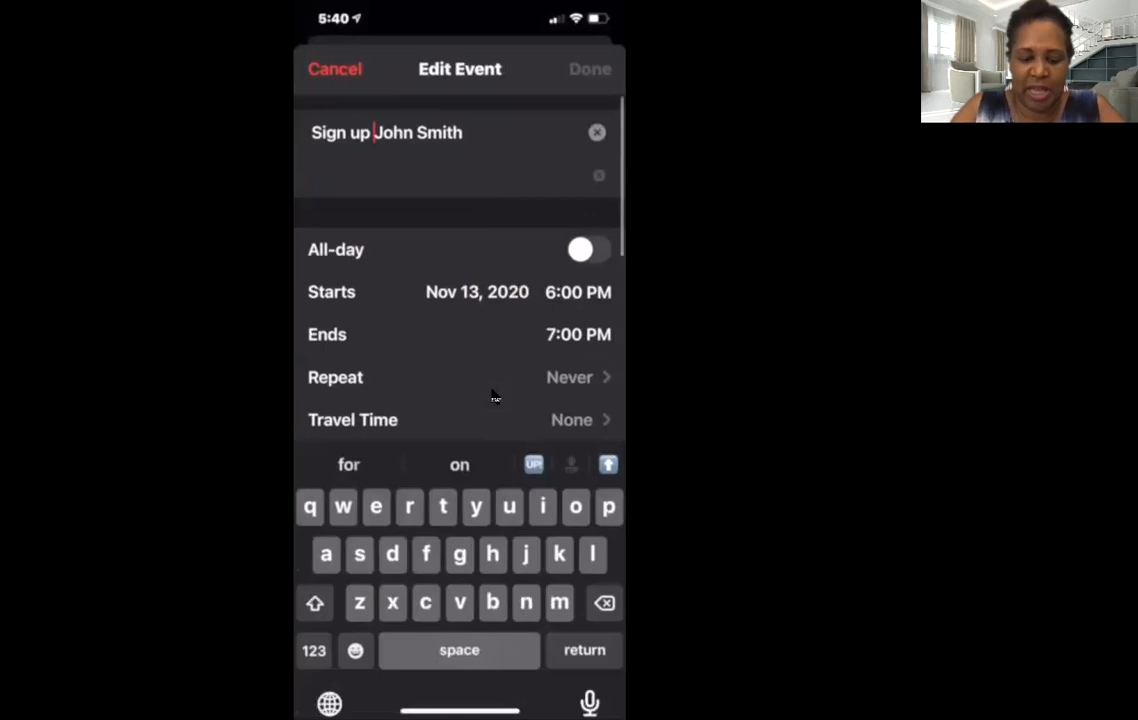 5:40
Cancel Edit Event Done
Sign up John Smith
All-day
Starts Nov 13, 2020 6:00 PM
Ends 7:00 PM
Repeat Never
Travel Time None
for on UP!
q w e r t y u i o p
a s d f g h j k l
z x c v b n m
123 space return